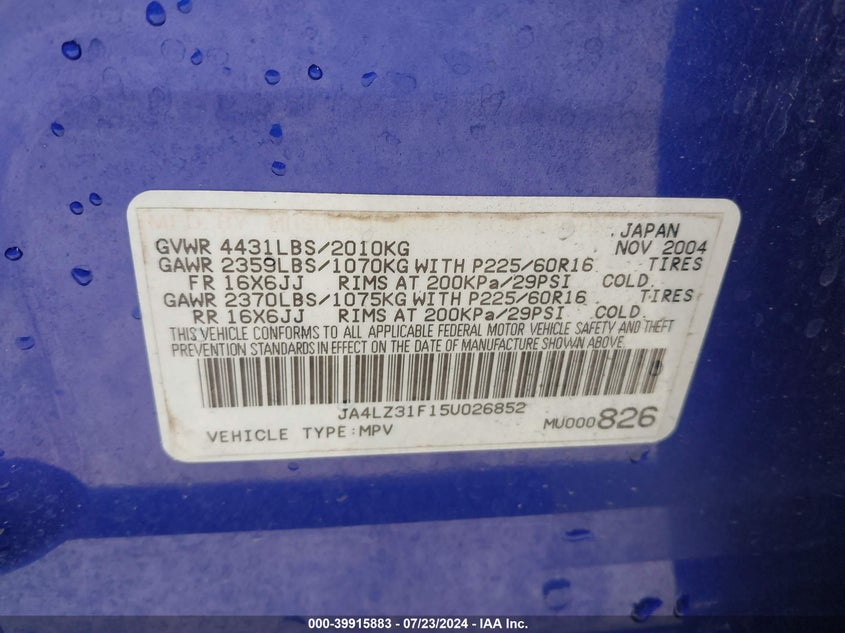 JAPAN
GVWR 4431LBS/2010KG NOV 2004
GAWR 2359LBS/1070KG WITH P225/60R16 TIRES
FR 16X6JJ RIMS AT 200KPa/29PSI COLD.
GAWR 2370LBS/1075KG WITH P225/60R16 TIRES
RR 16X6JJ RIMS AT 200KPa/29PSI COLD.
THIS VEHICLE CONFORMS TO ALL APPLICABLE FEDERAL MOTOR VEHICLE SAFETY AND THEFT
PREVENTION STANDARDS IN EFFECT ON THE DATE OF MANUFACTURE SHOWN ABOVE.
JA4LZ31F15U026852
VEHICLE TYPE:MPV MU000826
000-39915883 / 07/23/2024 - IAA Inc.